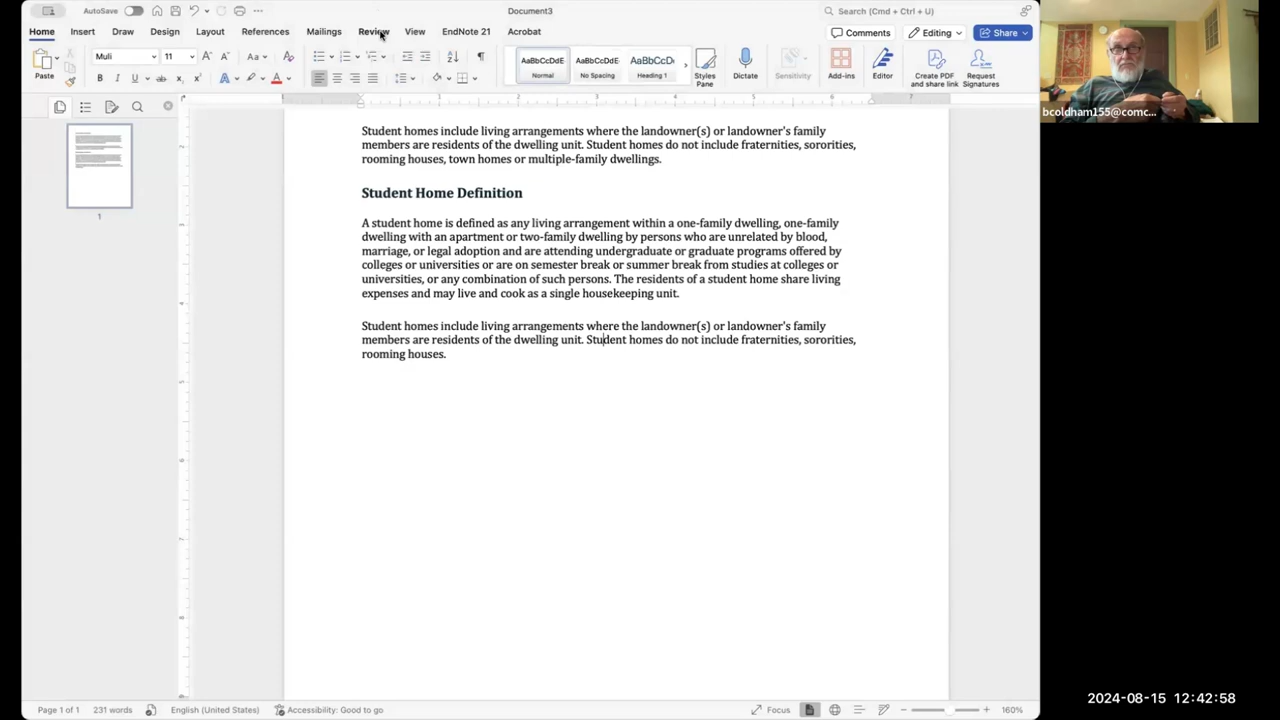 AutoSave
Document3
Search (Cmd + Ctrl + U)
Home Insert Draw Design Layout References Mailings Review View EndNote 21 Acrobat
Comments Editing Share
Paste
Muli 11
AaBbCcDdE AaBbCcDdE AaBbCcD
Normal No Spacing Heading 1
Styles Pane
Dictate
Sensitivity
Add-ins
Editor
Create PDF and share link
Request Signatures
bcoldham155@comc...
Student homes include living arrangements where the landowner(s) or landowner's family
members are residents of the dwelling unit. Student homes do not include fraternities, sororities,
rooming houses, town homes or multiple-family dwellings.
Student Home Definition
A student home is defined as any living arrangement within a one-family dwelling, one-family
dwelling with an apartment or two-family dwelling by persons who are unrelated by blood,
marriage, or legal adoption and are attending undergraduate or graduate programs offered by
colleges or universities or are on semester break or summer break from studies at colleges or
universities, or any combination of such persons. The residents of a student home share living
expenses and may live and cook as a single housekeeping unit.
Student homes include living arrangements where the landowner(s) or landowner's family
members are residents of the dwelling unit. Student homes do not include fraternities, sororities,
rooming houses.
1
Page 1 of 1 231 words English (United States) Accessibility: Good to go
Focus 160%
2024-08-15 12:42:58